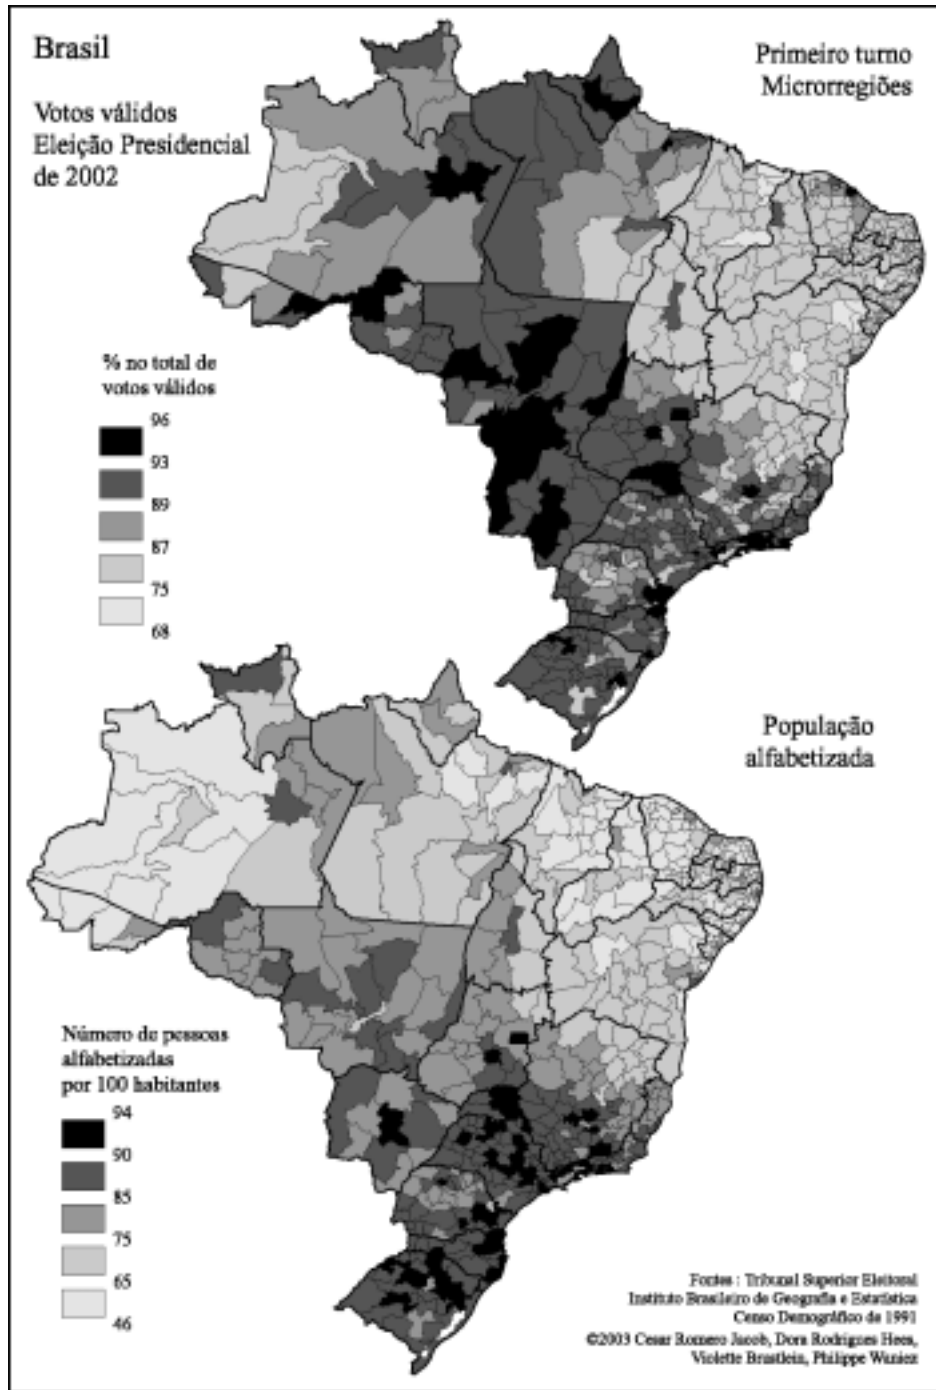 Brasil
Primeiro turno
Microrregiões
Votos válidos
Eleição Presidencial
de 2002
% no total de
votos válidos
96
93
89
87
75
68
População
alfabetizada
Número de pessoas
alfabetizadas
por 100 habitantes
94
90
85
75
65
46
Fontes : Tribunal Superior Eleitoral
Instituto Brasileiro de Geografia e Estatística
Censo Demográfico de 1991
©2003 Cesar Romero Jacob, Dora Rodrigues Hees,
Violette Brustlein, Philippe Waniez